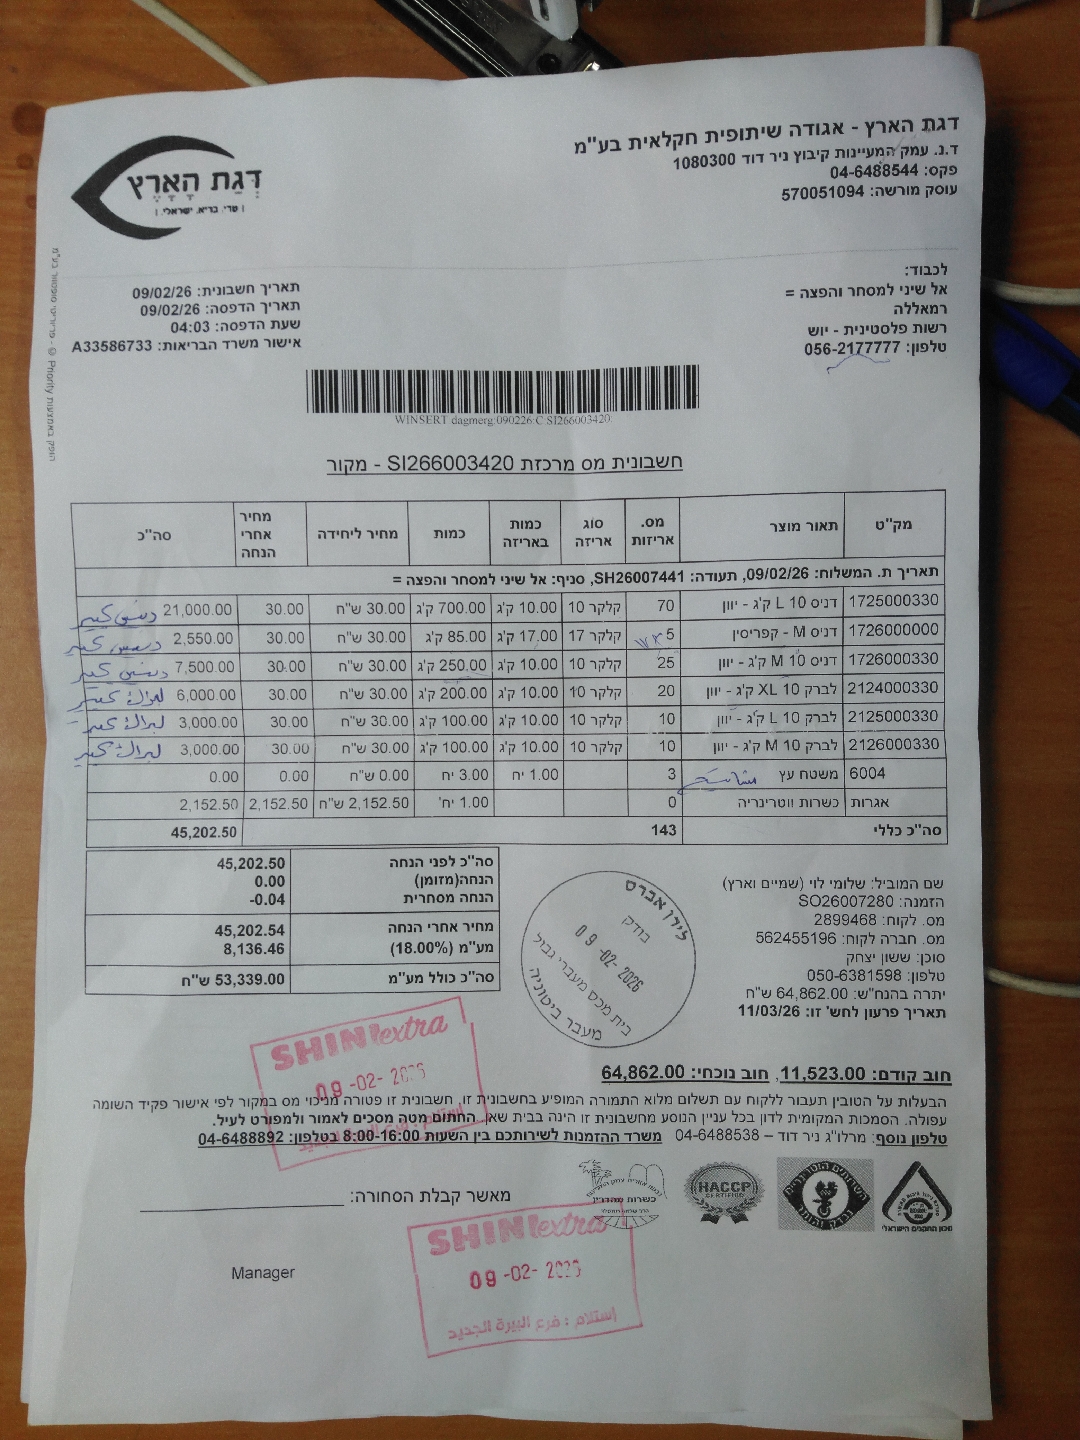 דגת הארץ - אגודה שיתופית חקלאית בע"מ
ד.נ. עמק המעיינות קיבוץ ניר דוד 1080300
פקס: 04-6488544
עוסק מורשה: 570051094
דְּגַת הָאָרֶץ
| טרי. בריא. ישראלי. |
לכבוד:
אל שיני למסחר והפצה =
רמאללה
רשות פלסטינית - יוש
טלפון: 056-2177777
תאריך חשבונית: 09/02/26
תאריך הדפסה: 09/02/26
שעת הדפסה: 04:03
אישור משרד הבריאות: A33586733
WINSERT dagmerg:090226:C SI266003420
חשבונית מס מרכזת SI266003420 - מקור
מק"ט תאור מוצר מס. אריזות סוג אריזה כמות באריזה כמות מחיר ליחידה מחיר אחרי הנחה סה"כ
תאריך ת. המשלוח: 09/02/26, תעודה: SH26007441, סניף: אל שיני למסחר והפצה =
1725000330 דניס L 10 ק'ג - יוון 70 קלקר 10 10.00 ק'ג 700.00 ק'ג 30.00 ש"ח 30.00 21,000.00
1726000000 דניס M - קפריסין 5 קלקר 17 17.00 ק'ג 85.00 ק'ג 30.00 ש"ח 30.00 2,550.00
1726000330 דניס M 10 ק'ג - יוון 25 קלקר 10 10.00 ק'ג 250.00 ק'ג 30.00 ש"ח 30.00 7,500.00
2124000330 לברק XL 10 ק'ג - יוון 20 קלקר 10 10.00 ק'ג 200.00 ק'ג 30.00 ש"ח 30.00 6,000.00
2125000330 לברק L 10 ק'ג - יוון 10 קלקר 10 10.00 ק'ג 100.00 ק'ג 30.00 ש"ח 30.00 3,000.00
2126000330 לברק M 10 ק'ג - יוון 10 קלקר 10 10.00 ק'ג 100.00 ק'ג 30.00 ש"ח 30.00 3,000.00
6004 משטח עץ 3 1.00 יח 3.00 יח 0.00 ש"ח 0.00 0.00
אגרות כשרות ווטרינריה 0 1.00 יח' 2,152.50 ש"ח 2,152.50 2,152.50
סה"כ כללי 143 45,202.50
סה"כ לפני הנחה 45,202.50
הנחה(מזומן) 0.00
הנחה מסחרית -0.04
מחיר אחרי הנחה 45,202.54
מע"מ (18.00%) 8,136.46
סה"כ כולל מע"מ 53,339.00 ש"ח
שם המוביל: שלומי לוי (שמיים וארץ)
הזמנה: SO26007280
מס. לקוח: 2899468
מס. חברה לקוח: 562455196
סוכן: ששון יצחק
טלפון: 050-6381598
יתרה בהנח"ש: 64,862.00 ש"ח
תאריך פרעון לחש' זו: 11/03/26
לילן אברס
בודק
09 -02- 2026
בית מכס מעברי גבול
מעבר ביטוניה
SHINI extra
09 -02- 2026
חוב קודם: 11,523.00, חוב נוכחי: 64,862.00
הבעלות על הטובין תעבור ללקוח עם תשלום מלוא התמורה המופיע בחשבונית זו, חשבונית זו פטורה מניכוי מס במקור לפי אישור פקיד השומה
עפולה. הסמכות המקומית לדון בכל עניין הנוסע מחשבונית זו הינה בבית שאן. החתום מטה מסכים לאמור ולמפורט לעיל.
טלפון נוסף: מרלו"ג ניר דוד – 04-6488538 משרד ההזמנות לשירותכם בין השעות 8:00-16:00 בטלפון: 04-6488892
HACCP
CERTIFIED
כשרות מהדרין
מכון התקנים הישראלי
מאשר קבלת הסחורה:
Manager
SHINI extra
09 -02- 2026
إستلام : فرع البيرة الجديد